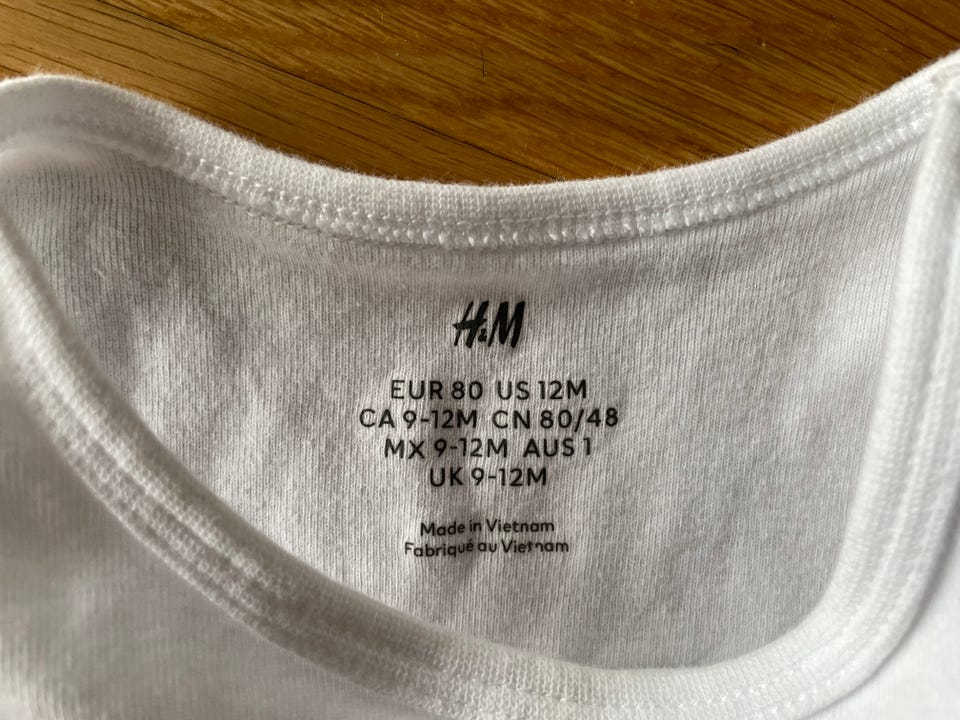 H&M
EUR 80 US 12M
CA 9-12M CN 80/48
MX 9-12M AUS 1
UK 9-12M
Made in Vietnam
Fabriqué au Vietnam